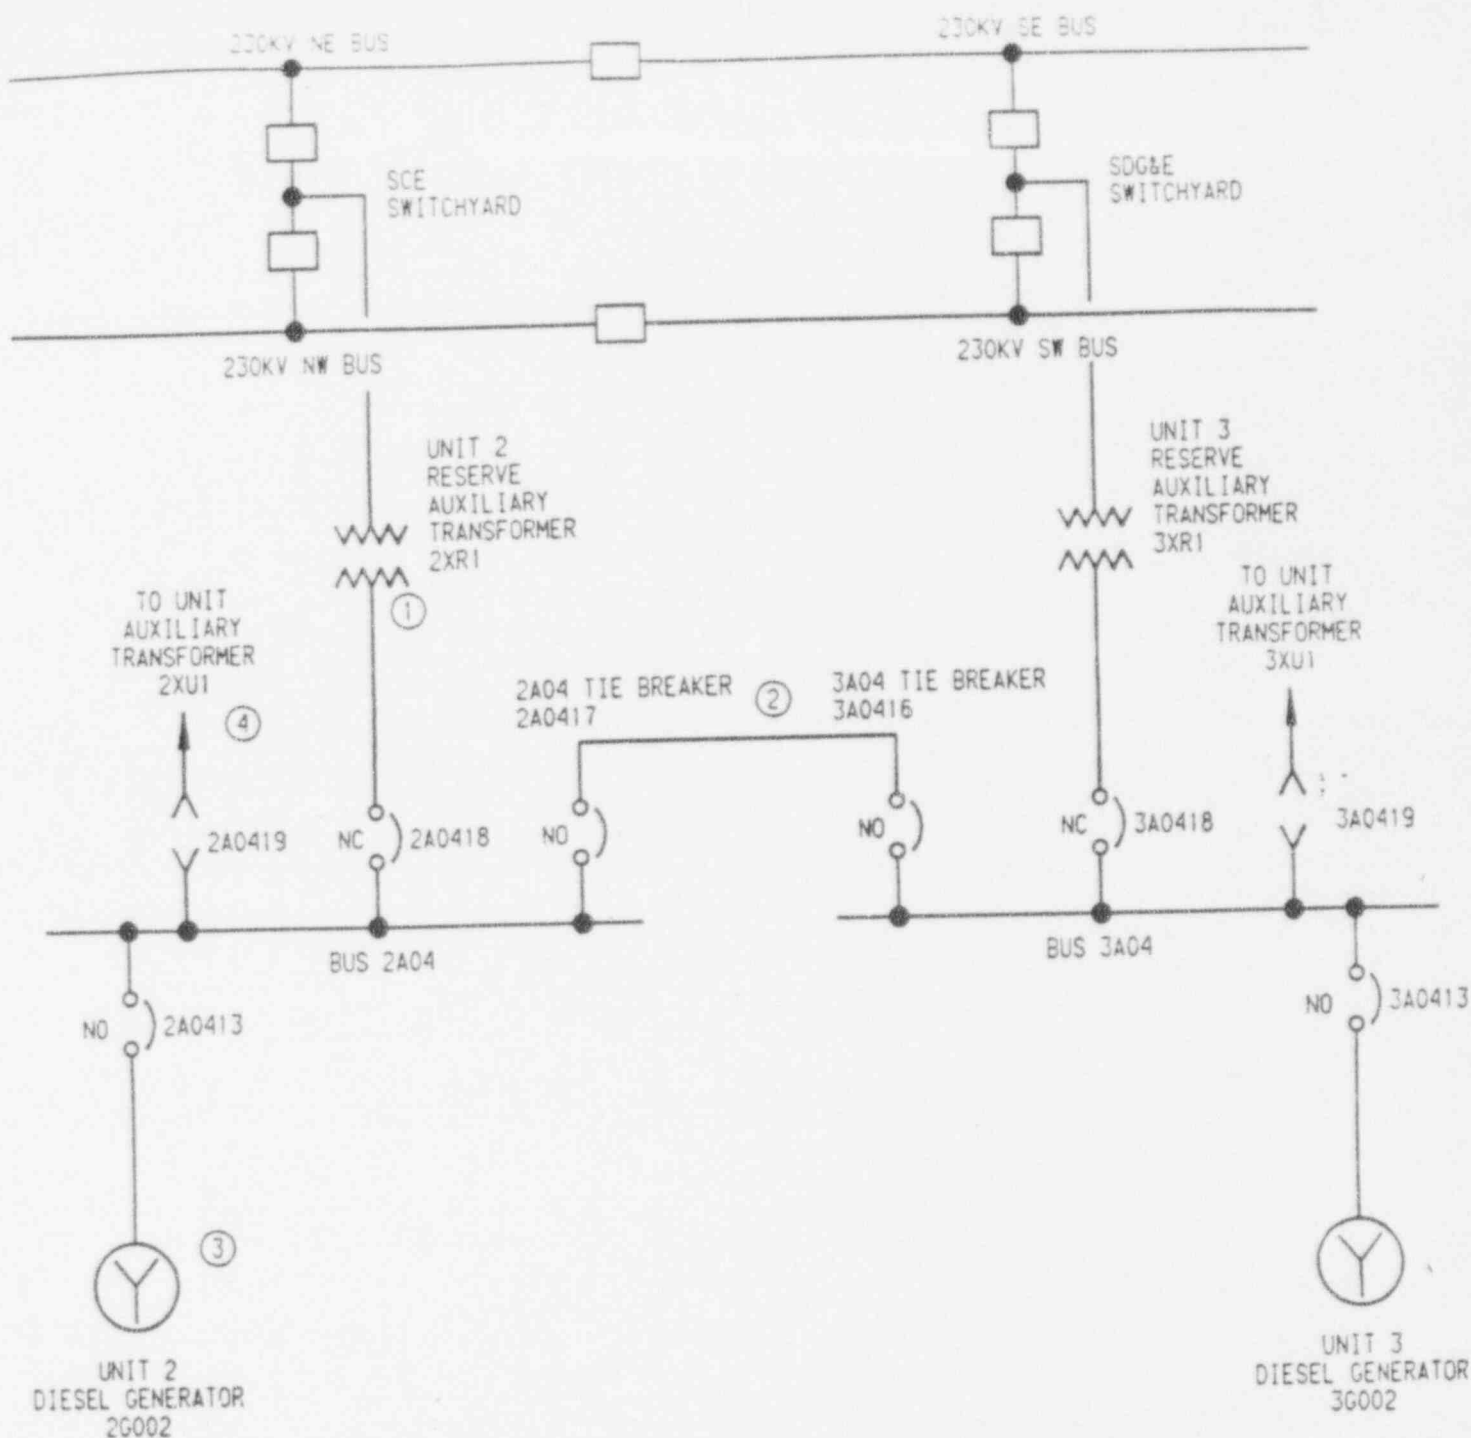 230KV NE BUS
230KV SE BUS
SCE
SWITCHYARD
SDG&E
SWITCHYARD
230KV NW BUS
230KV SW BUS
UNIT 2
RESERVE
AUXILIARY
TRANSFORMER
2XR1
UNIT 3
RESERVE
AUXILIARY
TRANSFORMER
3XR1
1
TO UNIT
AUXILIARY
TRANSFORMER
2XU1
TO UNIT
AUXILIARY
TRANSFORMER
3XU1
4
2A04 TIE BREAKER
2A0417
2
3A04 TIE BREAKER
3A0416
2A0419
NC
2A0418
NO
NO
NC
3A0418
3A0419
BUS 2A04
BUS 3A04
NO
2A0413
NO
3A0413
3
UNIT 2
DIESEL GENERATOR
2G002
UNIT 3
DIESEL GENERATOR
3G002